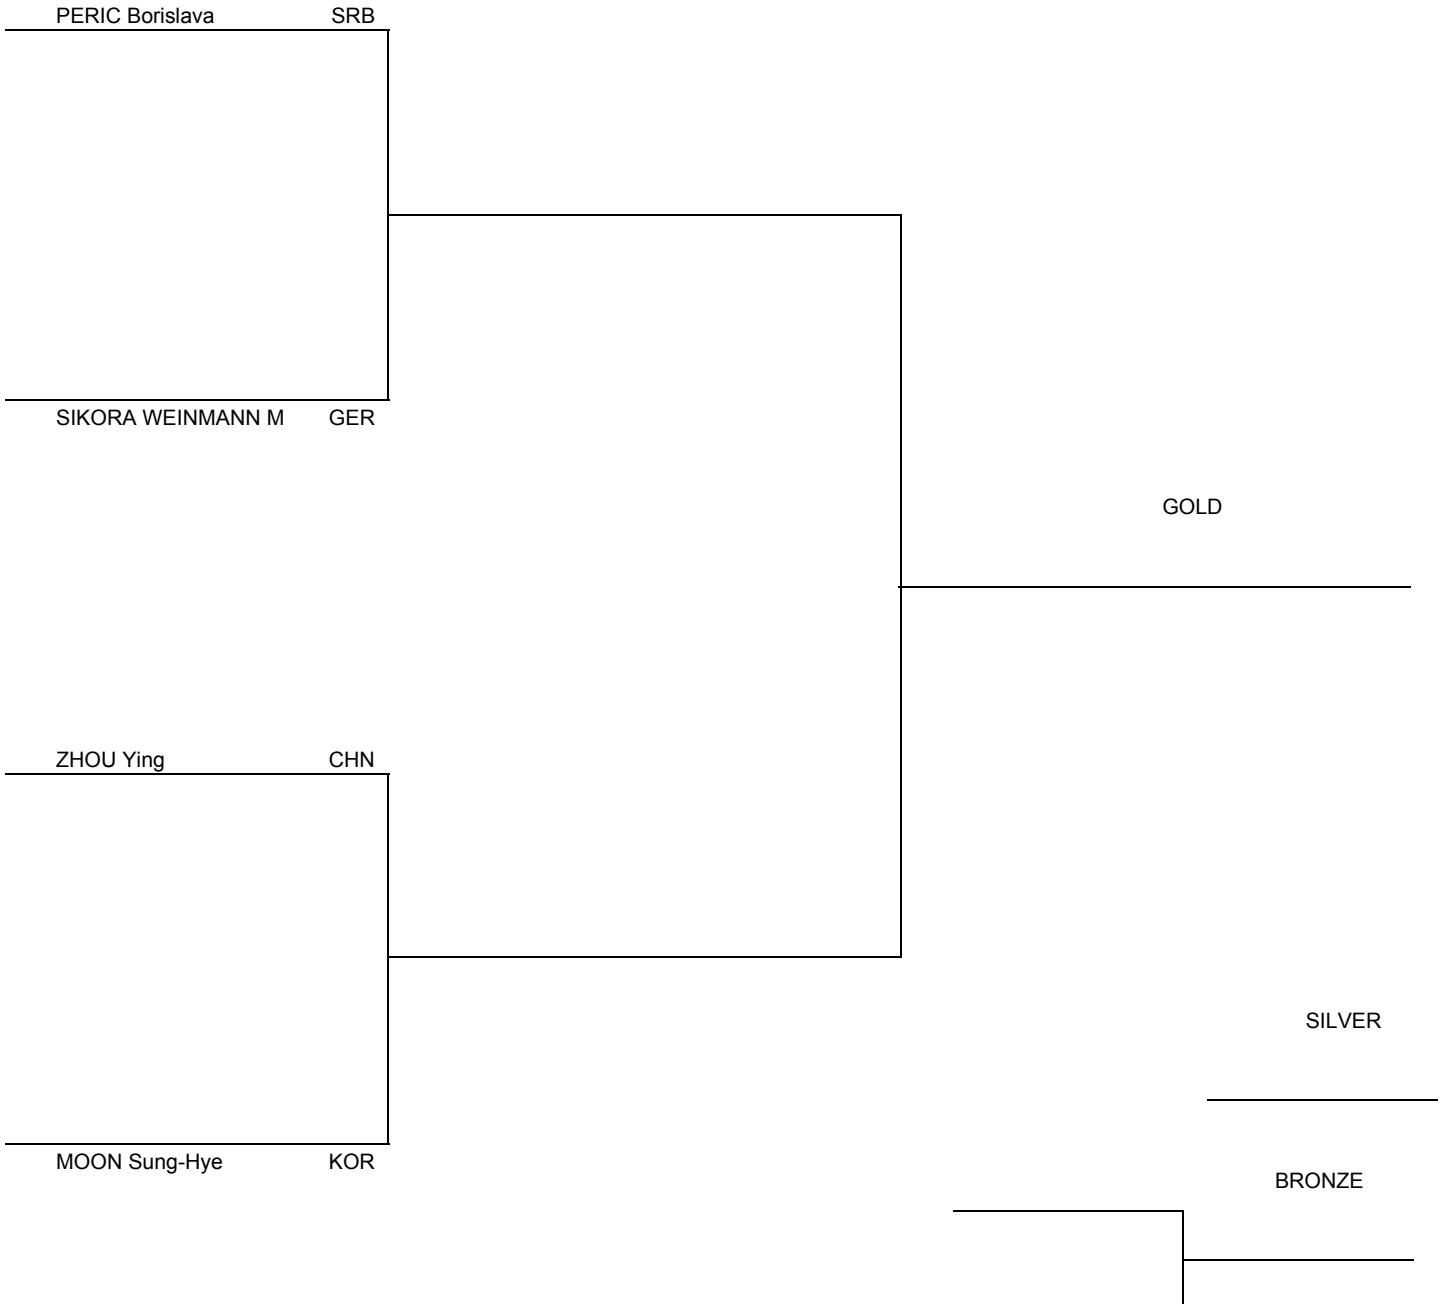 PERIC Borislava SRB
SIKORA WEINMANN M GER
GOLD
ZHOU Ying CHN
SILVER
MOON Sung-Hye KOR
BRONZE